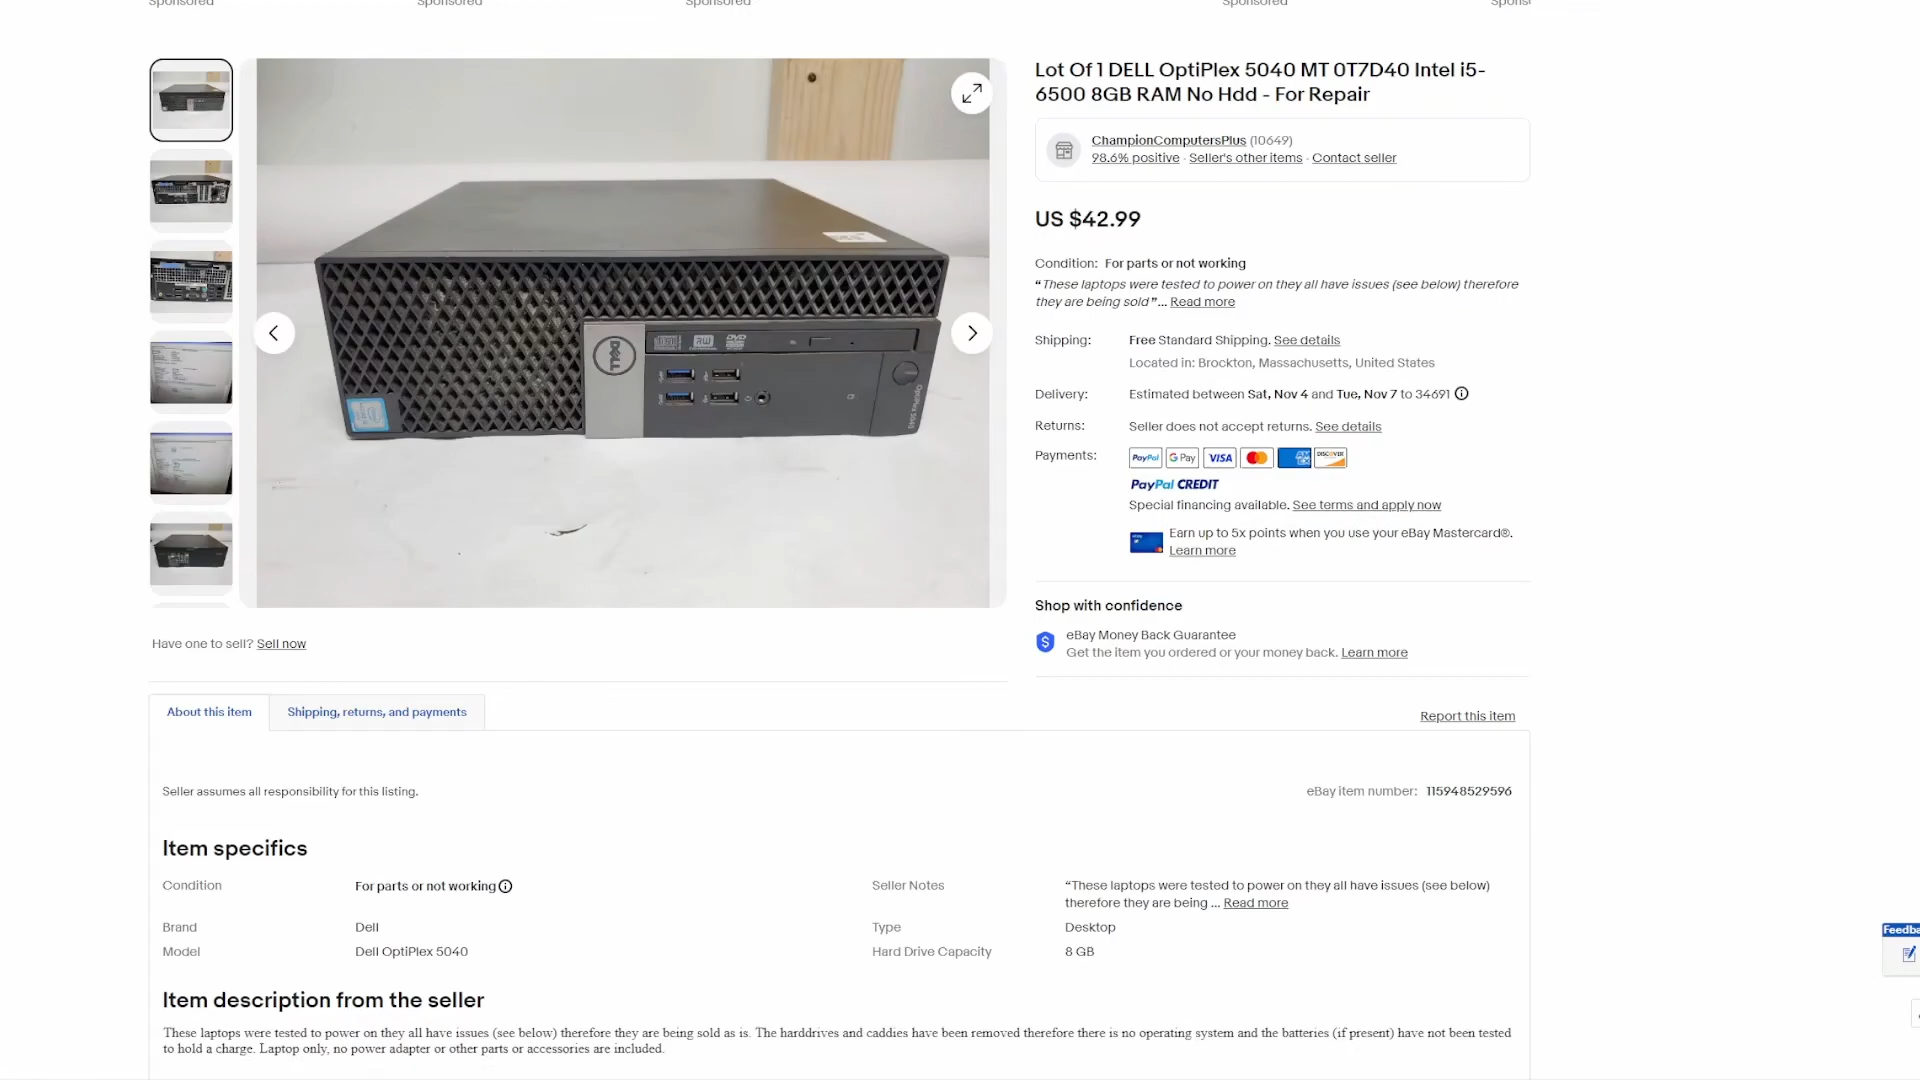 Sponsored
Sponsored
Sponsored
Sponsored
Lot Of 1 DELL OptiPlex 5040 MT 0T7D40 Intel i5-
6500 8GB RAM No Hdd - For Repair
ChampionComputersPlus (10649)
98.6% positive · Seller's other items · Contact seller
US $42.99
Condition: For parts or not working
“These laptops were tested to power on they all have issues (see below) therefore
they are being sold”... Read more
Shipping: Free Standard Shipping. See details
Located in: Brockton, Massachusetts, United States
Delivery: Estimated between Sat, Nov 4 and Tue, Nov 7 to 34691
Returns: Seller does not accept returns. See details
Payments: PayPal G Pay VISA DISCOVER
PayPal CREDIT
Special financing available. See terms and apply now
Earn up to 5x points when you use your eBay Mastercard®.
Learn more
Shop with confidence
eBay Money Back Guarantee
Get the item you ordered or your money back. Learn more
DELL
RW
DVD
OptiPlex 5040
Have one to sell? Sell now
About this item
Shipping, returns, and payments
Report this item
Seller assumes all responsibility for this listing.
eBay item number: 115948529596
Item specifics
Condition For parts or not working
Seller Notes “These laptops were tested to power on they all have issues (see below)
therefore they are being ... Read more
Brand Dell
Type Desktop
Model Dell OptiPlex 5040
Hard Drive Capacity 8 GB
Item description from the seller
These laptops were tested to power on they all have issues (see below) therefore they are being sold as is. The harddrives and caddies have been removed therefore there is no operating system and the batteries (if present) have not been tested
to hold a charge. Laptop only, no power adapter or other parts or accessories are included.